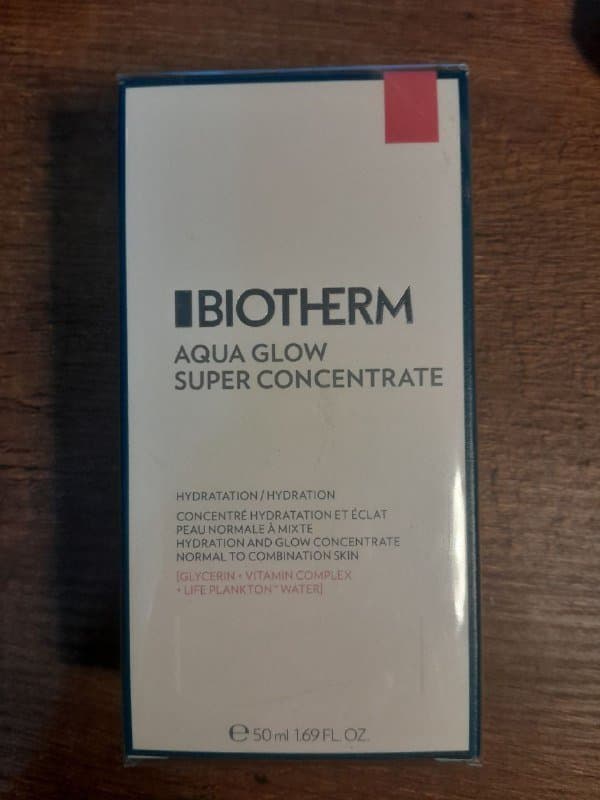 BIOTHERM
AQUA GLOW
SUPER CONCENTRATE
HYDRATATION / HYDRATION
CONCENTRÉ HYDRATATION ET ÉCLAT
PEAU NORMALE À MIXTE
HYDRATION AND GLOW CONCENTRATE
NORMAL TO COMBINATION SKIN
[GLYCERIN + VITAMIN COMPLEX
+ LIFE PLANKTON™ WATER]
℮ 50 ml 1.69 FL. OZ.